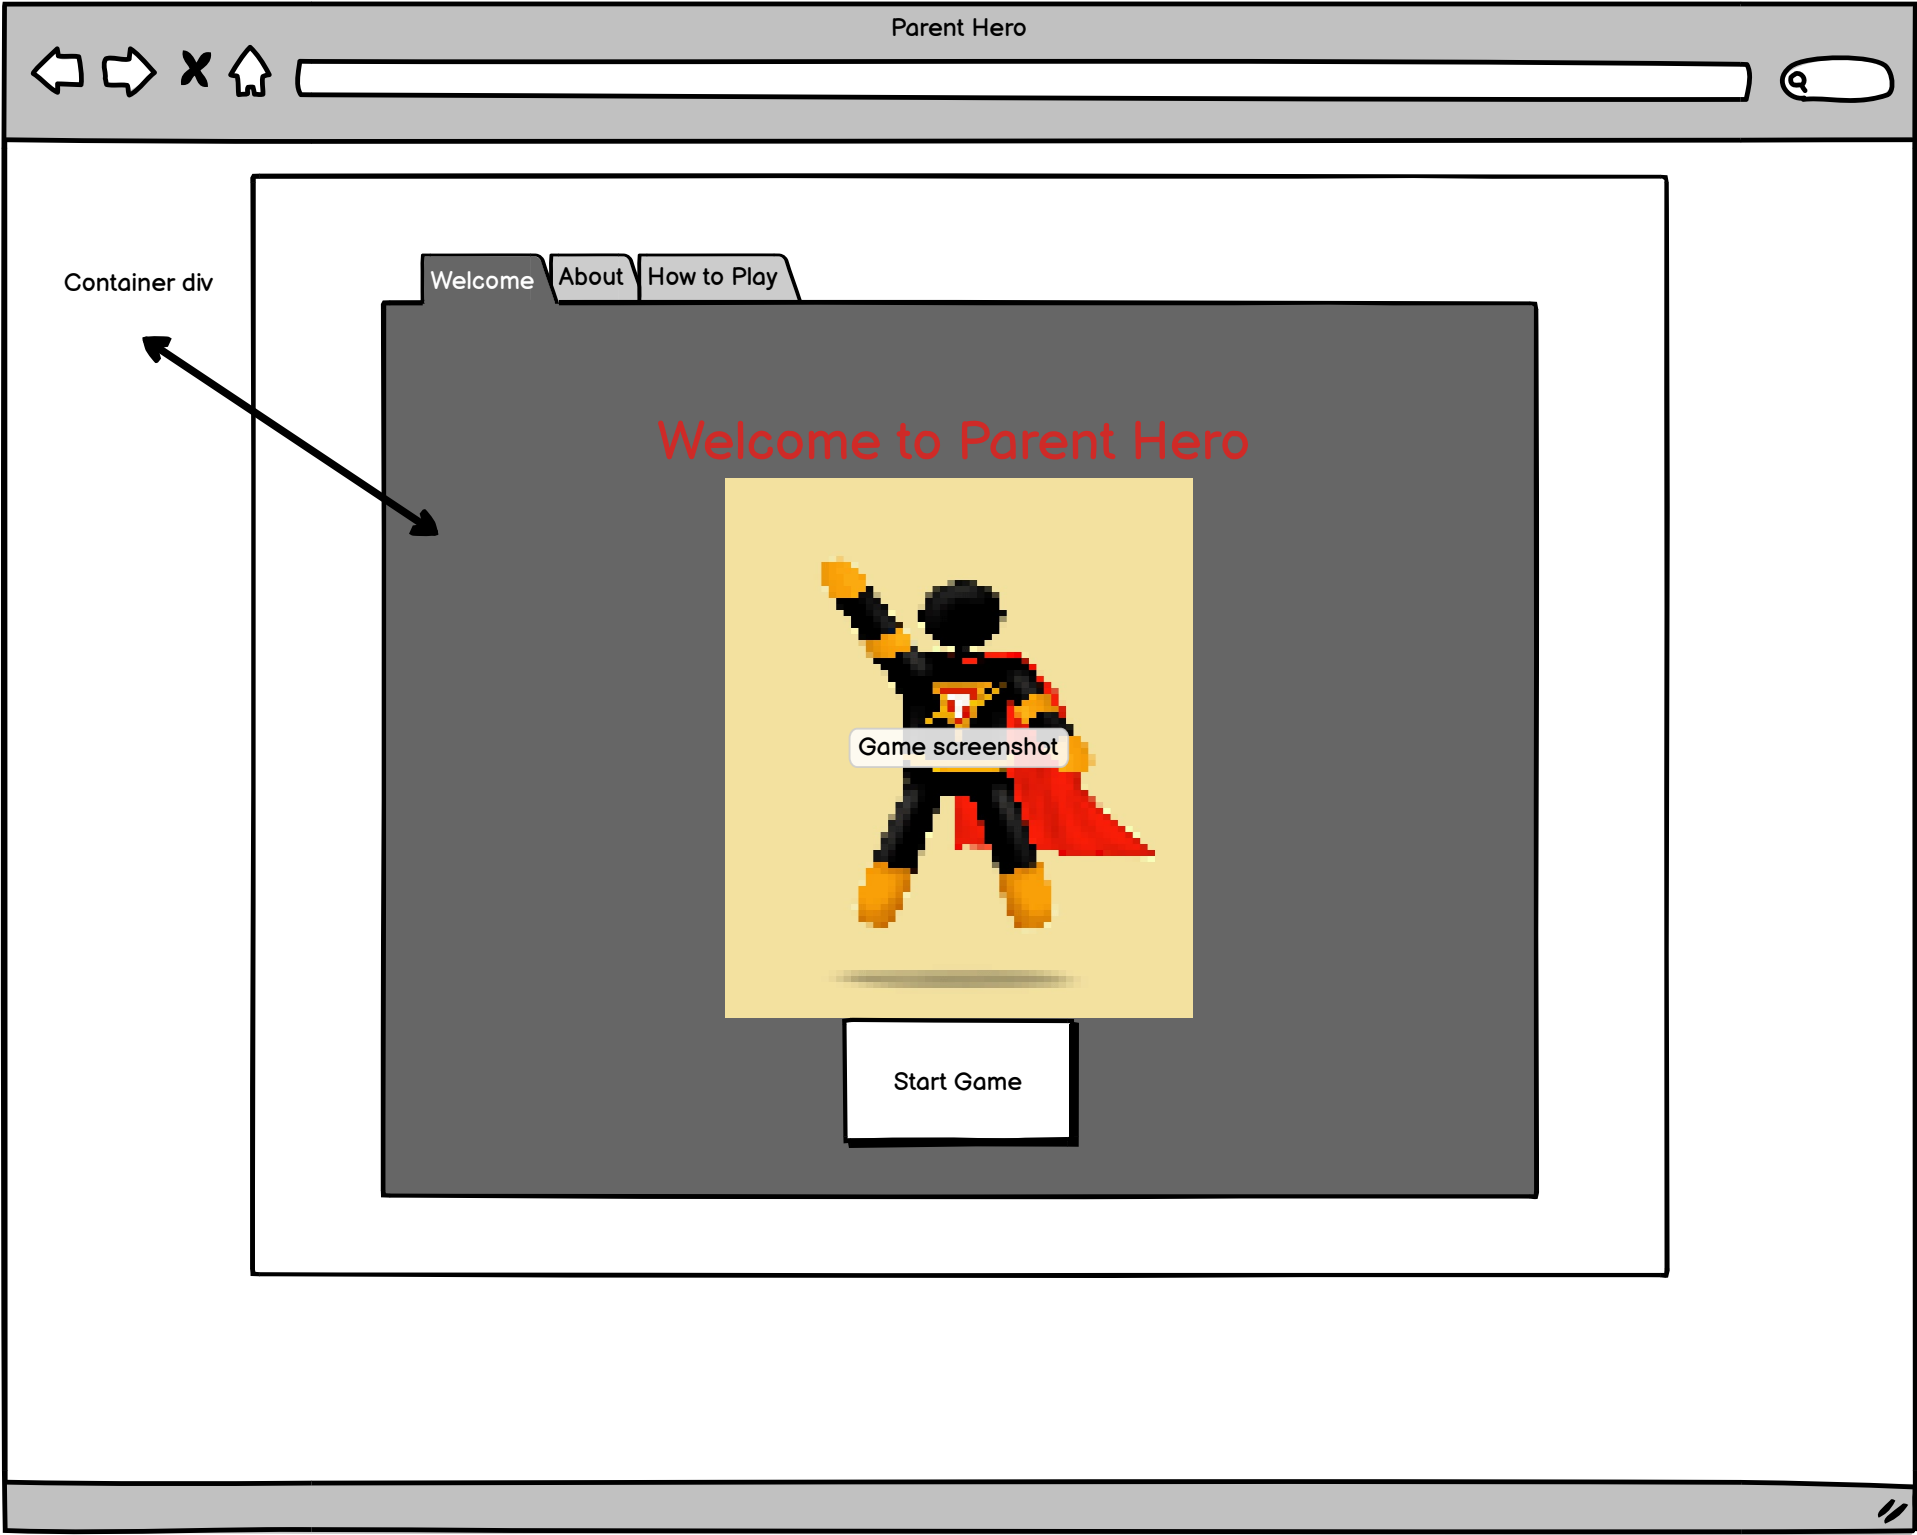 Parent Hero
Container div
Welcome
About
How to Play
Welcome to Parent Hero
Game screenshot
Start Game